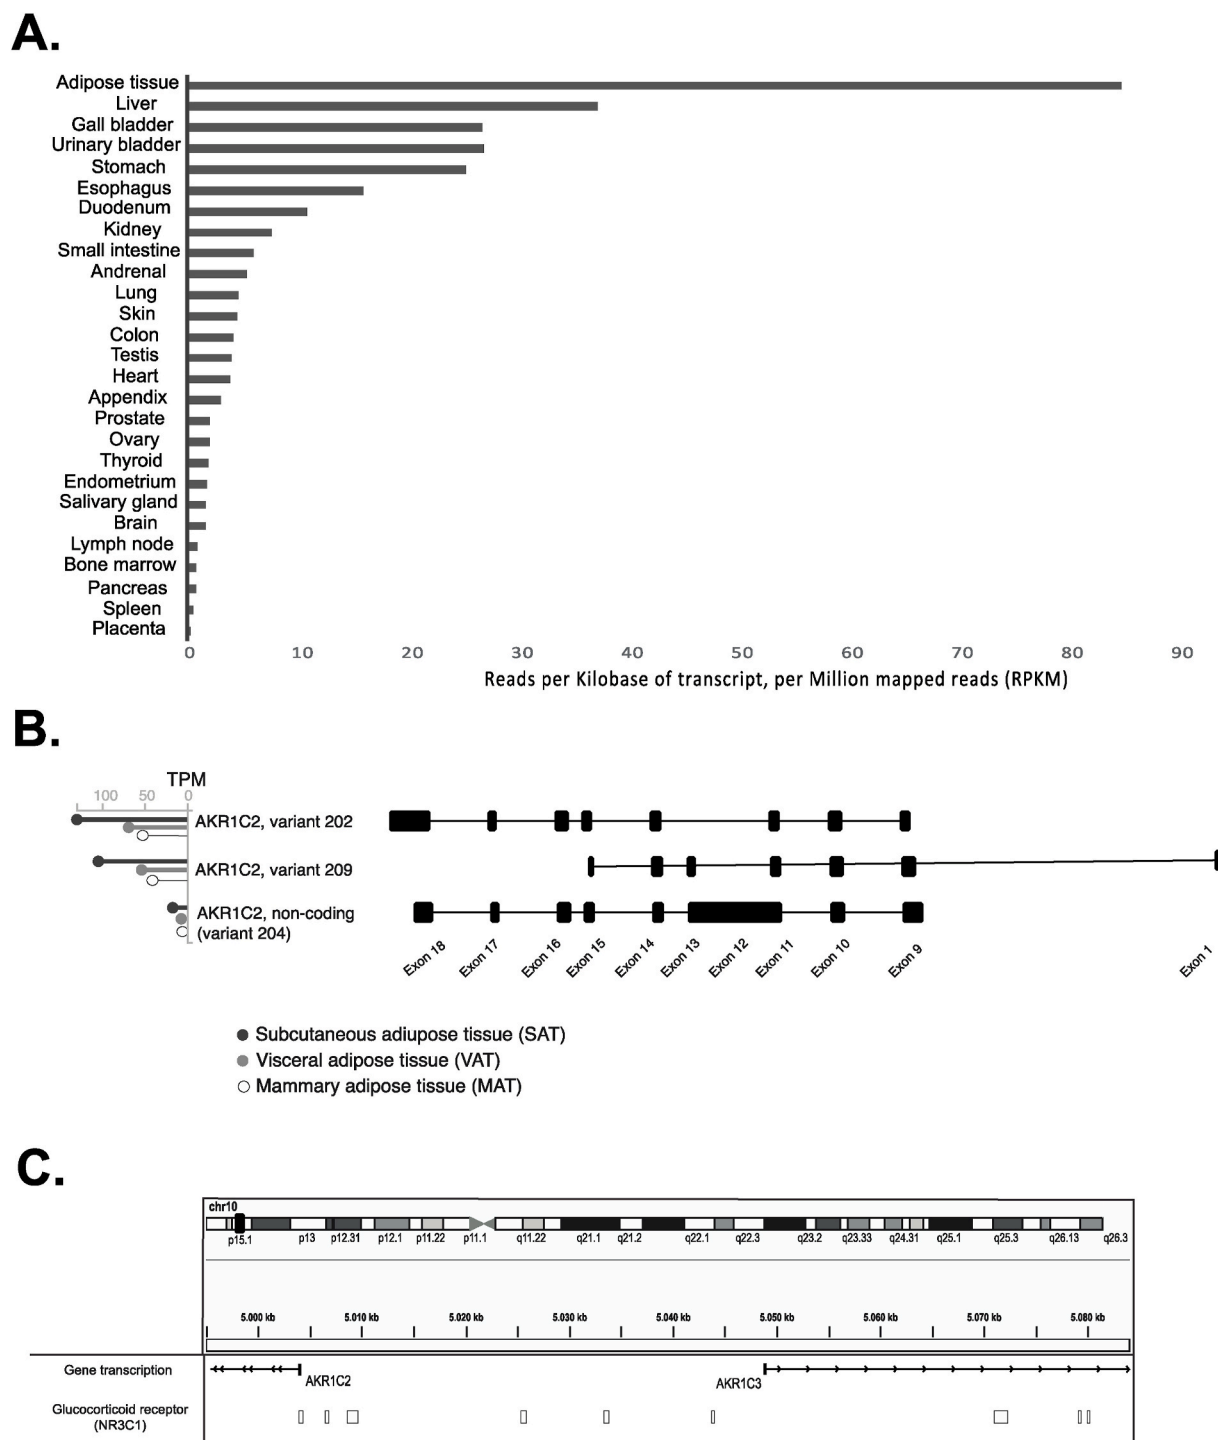 A.
Adipose tissue
Liver
Gall bladder
Urinary bladder
Stomach
Esophagus
Duodenum
Kidney
Small intestine
Andrenal
Lung
Skin
Colon
Testis
Heart
Appendix
Prostate
Ovary
Thyroid
Endometrium
Salivary gland
Brain
Lymph node
Bone marrow
Pancreas
Spleen
Placenta
0 10 20 30 40 50 60 70 80 90
Reads per Kilobase of transcript, per Million mapped reads (RPKM)
B.
TPM
100 50 0
AKR1C2, variant 202
AKR1C2, variant 209
AKR1C2, non-coding
(variant 204)
Exon 18 Exon 17 Exon 16 Exon 15 Exon 14 Exon 13 Exon 12 Exon 11 Exon 10 Exon 9 Exon 1
Subcutaneous adiupose tissue (SAT)
Visceral adipose tissue (VAT)
Mammary adipose tissue (MAT)
C.
chr10
p15.1 p13 p12.31 p12.1 p11.22 p11.1 q11.22 q21.1 q21.2 q22.1 q22.3 q23.2 q23.33 q24.31 q25.1 q25.3 q26.13 q26.3
5.000 kb 5.010 kb 5.020 kb 5.030 kb 5.040 kb 5.050 kb 5.060 kb 5.070 kb 5.080 kb
Gene transcription
AKR1C2 AKR1C3
Glucocorticoid receptor
(NR3C1)